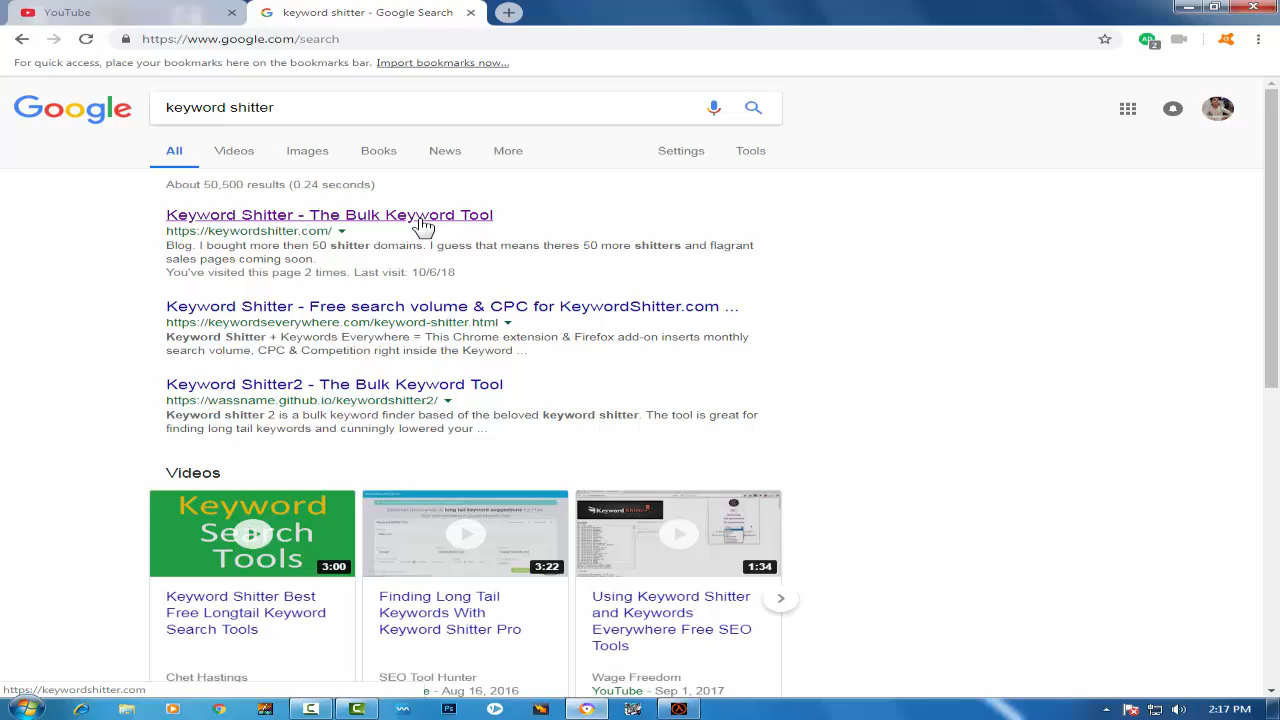 YouTube
keyword shitter - Google Search
https://www.google.com/search
2
For quick access, place your bookmarks here on the bookmarks bar. Import bookmarks now...
Google
keyword shitter
All Videos Images Books News More Settings Tools
About 50,500 results (0.24 seconds)
Keyword Shitter - The Bulk Keyword Tool
https://keywordshitter.com/
Blog. I bought more then 50 shitter domains. I guess that means theres 50 more shitters and flagrant
sales pages coming soon.
You've visited this page 2 times. Last visit: 10/6/18
Keyword Shitter - Free search volume & CPC for KeywordShitter.com ...
https://keywordseverywhere.com/keyword-shitter.html
Keyword Shitter + Keywords Everywhere = This Chrome extension & Firefox add-on inserts monthly
search volume, CPC & Competition right inside the Keyword ...
Keyword Shitter2 - The Bulk Keyword Tool
https://wassname.github.io/keywordshitter2/
Keyword shitter 2 is a bulk keyword finder based of the beloved keyword shitter. The tool is great for
finding long tail keywords and cunningly lowered your ...
Videos
Keyword
Search
Tools
3:00
3:22
Keyword Shitter
1:34
Keyword Shitter Best
Free Longtail Keyword
Search Tools
Chet Hastings
Finding Long Tail
Keywords With
Keyword Shitter Pro
SEO Tool Hunter
e - Aug 16, 2016
Using Keyword Shitter
and Keywords
Everywhere Free SEO
Tools
Wage Freedom
YouTube - Sep 1, 2017
https://keywordshitter.com
2:17 PM